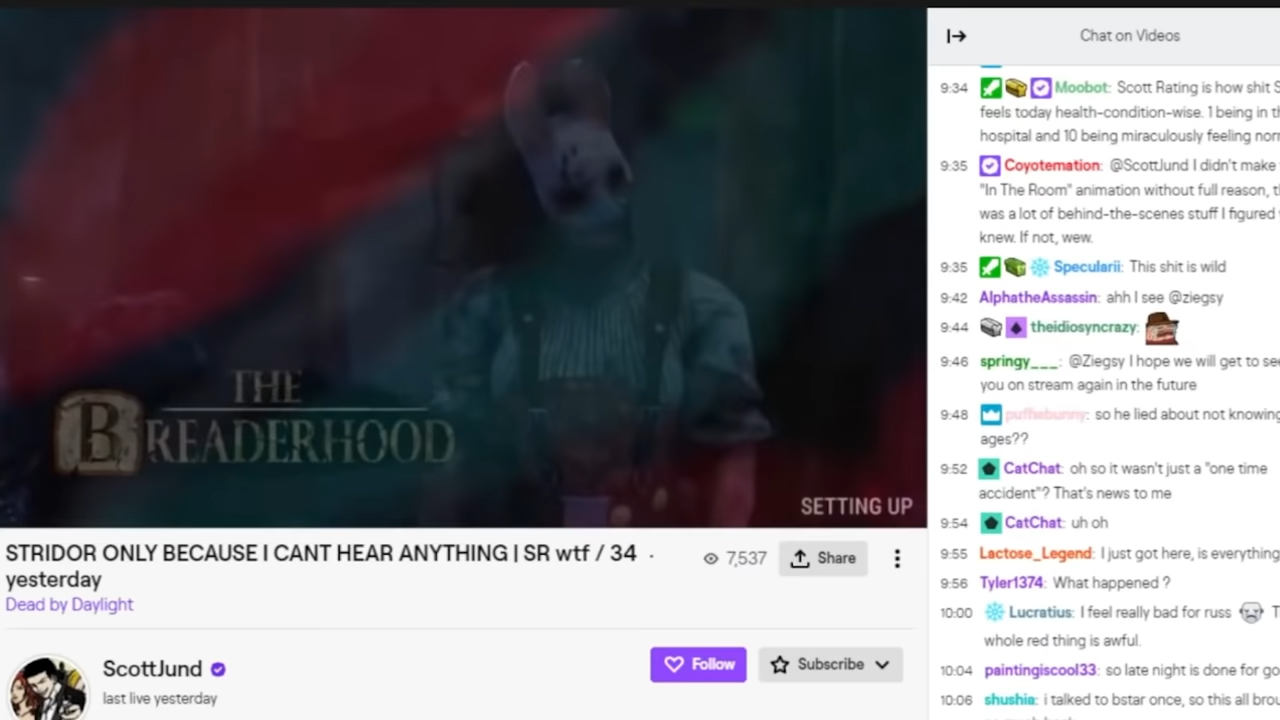 THE
BREADERHOOD
SETTING UP
STRIDOR ONLY BECAUSE I CANT HEAR ANYTHING | SR wtf / 34 ·
yesterday
Dead by Daylight
7,537
Share
ScottJund
last live yesterday
Follow
Subscribe
Chat on Videos
9:34 Moobot: Scott Rating is how shit S
feels today health-condition-wise. 1 being in th
hospital and 10 being miraculously feeling norm
9:35 Coyotemation: @ScottJund I didn't make
"In The Room" animation without full reason, th
was a lot of behind-the-scenes stuff I figured
knew. If not, wew.
9:35 Specularii: This shit is wild
9:42 AlphatheAssassin: ahh I see @ziegsy
9:44 theidiosyncrazy:
9:46 springy___: @Ziegsy I hope we will get to see
you on stream again in the future
9:48 puffiebunny: so he lied about not knowing
ages??
9:52 CatChat: oh so it wasn't just a "one time
accident"? That's news to me
9:54 CatChat: uh oh
9:55 Lactose_Legend: I just got here, is everything
9:56 Tyler1374: What happened ?
10:00 Lucratius: I feel really bad for russ T
whole red thing is awful.
10:04 paintingiscool33: so late night is done for go
10:06 shushia: i talked to bstar once, so this all brou